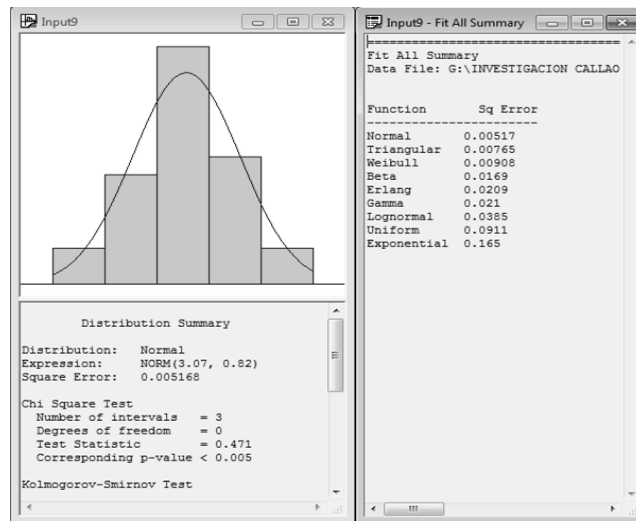 Input9
Distribution Summary
Distribution: Normal
Expression: NORM(3.07, 0.82)
Square Error: 0.005168
Chi Square Test
Number of intervals = 3
Degrees of freedom = 0
Test Statistic = 0.471
Corresponding p-value < 0.005
Kolmogorov-Smirnov Test
Input9 - Fit All Summary
Fit All Summary
Data File: G:\INVESTIGACION CALLAO
Function Sq Error
Normal 0.00517
Triangular 0.00765
Weibull 0.00908
Beta 0.0169
Erlang 0.0209
Gamma 0.021
Lognormal 0.0385
Uniform 0.0911
Exponential 0.165